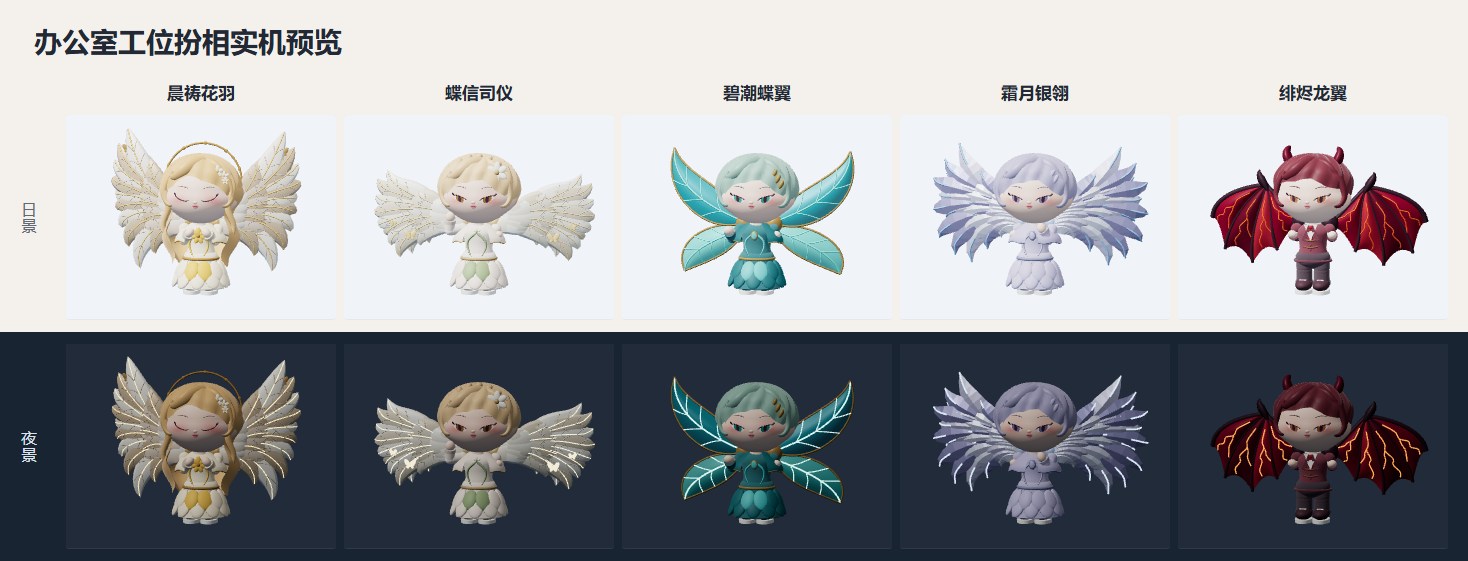 办公室工位扮相实机预览
晨祷花羽
蝶信司仪
碧潮蝶翼
霜月银翎
绯烬龙翼
日景
夜景